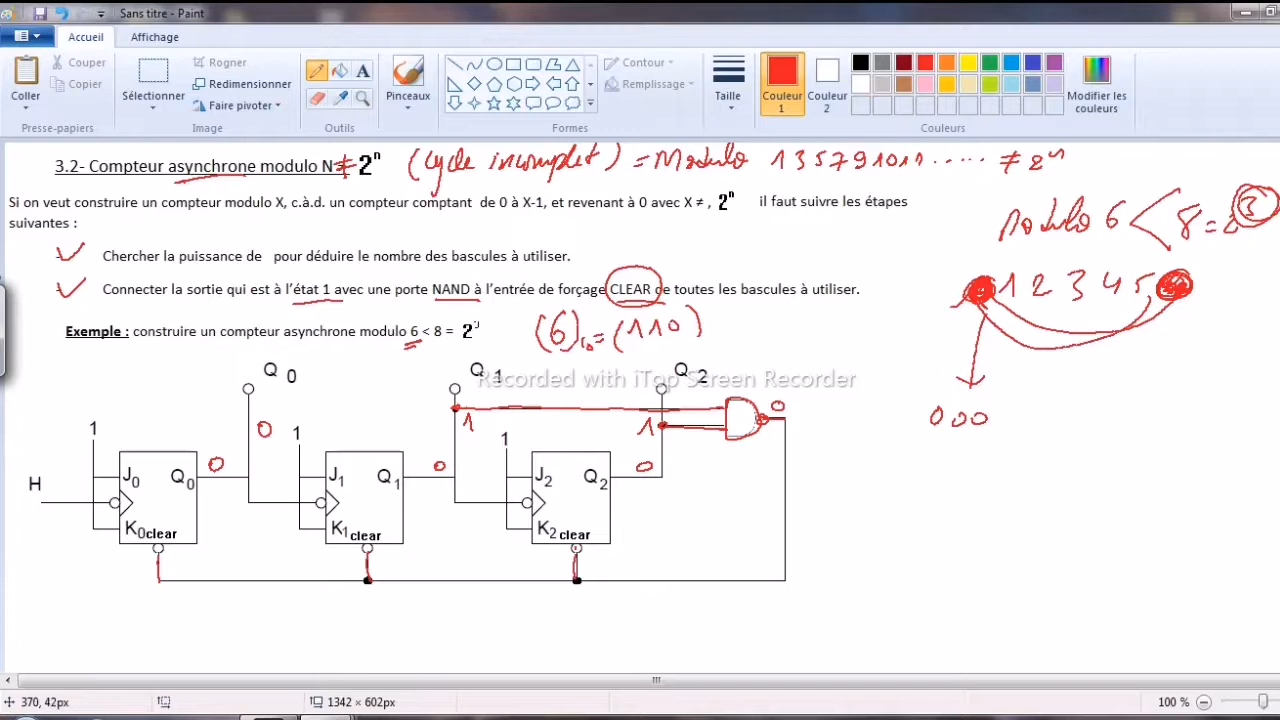 Sans titre - Paint
Accueil
Affichage
Coller
Couper
Copier
Presse-papiers
Sélectionner
Rogner
Redimensionner
Faire pivoter
Image
A
Outils
Pinceaux
Contour
Remplissage
Formes
Taille
Couleur 1
Couleur 2
Modifier les couleurs
Couleurs
3.2- Compteur asynchrone modulo N ≠ 2ⁿ (cycle incomplet) = Modulo 1 3 5 7 9 10 11 ..... ≠ 2ⁿ
Si on veut construire un compteur modulo X, c.à.d. un compteur comptant de 0 à X-1, et revenant à 0 avec X ≠ , 2ⁿ il faut suivre les étapes
suivantes :
Modulo 6 < 8 = 2³
Chercher la puissance de pour déduire le nombre des bascules à utiliser.
Connecter la sortie qui est à l'état 1 avec une porte NAND à l'entrée de forçage CLEAR de toutes les bascules à utiliser.
1 2 3 4 5
Exemple : construire un compteur asynchrone modulo 6 < 8 = 2³ (6)₁₀ = (110)
Q 0 Q 1 Q 2
Recorded with iTop Screen Recorder
0
000
1 0 1 1 1
J0 Q0 0 J1 Q1 0 J2 Q2 0
H
K0 clear K1 clear K2 clear
370, 42px
1342 × 602px
100 %